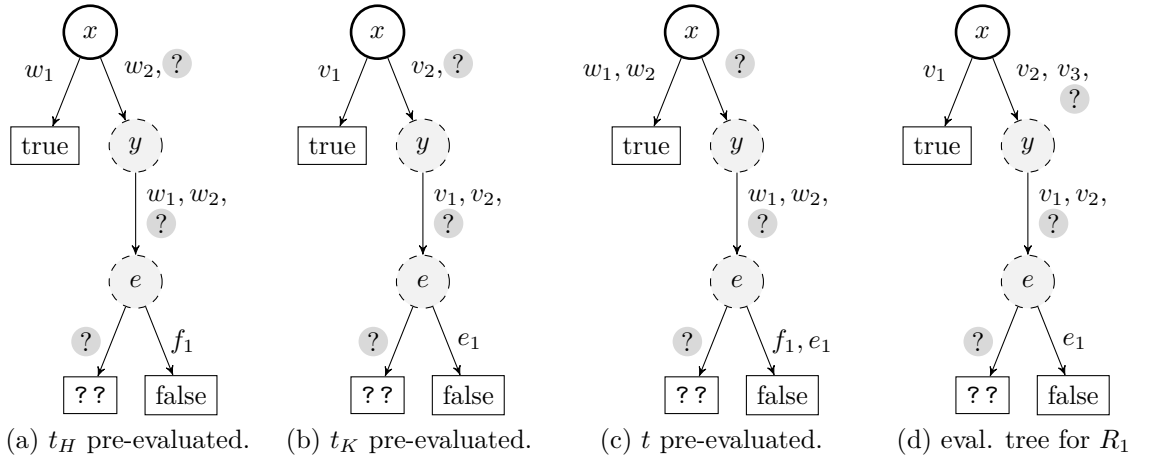 x x x x
w₁ w₂, ? v₁ v₂, ? w₁, w₂ ? v₁ v₂, v₃,
?
true y true y true y true y
w₁, w₂, v₁, v₂, w₁, w₂, v₁, v₂,
? ? ? ?
e e e e
? f₁ ? e₁ ? f₁, e₁ ? e₁
?? false ?? false ?? false ?? false
(a) t_H pre-evaluated. (b) t_K pre-evaluated. (c) t pre-evaluated. (d) eval. tree for R₁